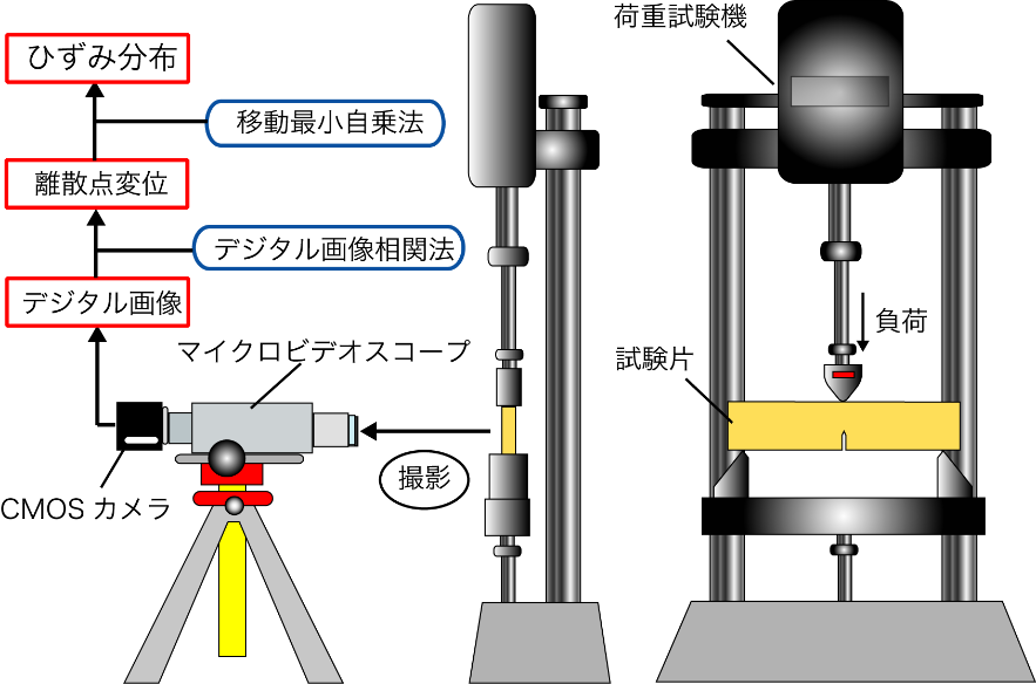 ひずみ分布
移動最小自乗法
離散点変位
デジタル画像相関法
デジタル画像
マイクロビデオスコープ
撮影
CMOS カメラ
荷重試験機
負荷
試験片